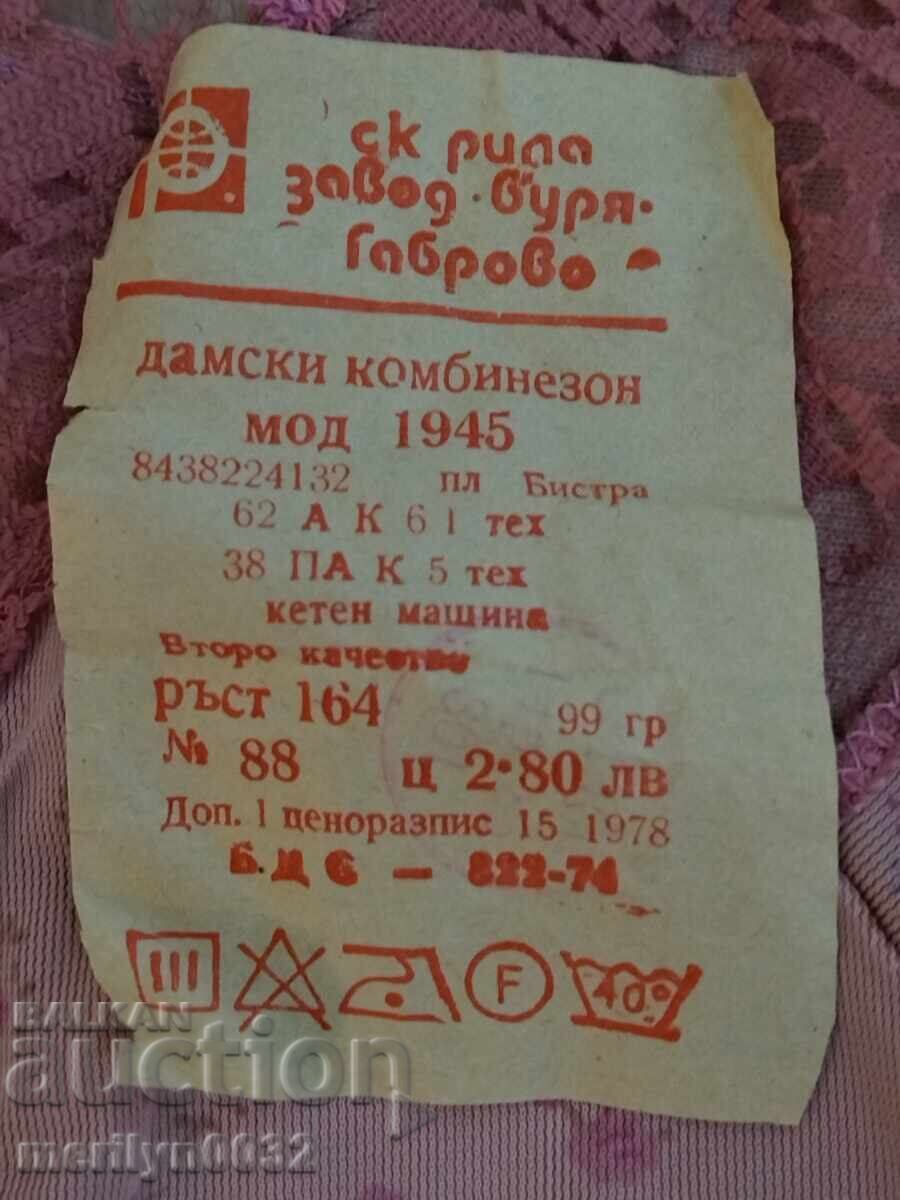 ск рила
завод "Буря"
Габрово
дамски комбинезон
мод 1945
8438224132 пл Бистра
62 А К 6 1 тех
38 ПА К 5 тех
кетен машина
Второ качество
ръст 164 99 гр
№ 88 ц 2·80 лв
Доп. 1 ценоразпис 15 1978
Б.Д С — 822-74
F 40°
BALKAN
auction
merilyn0032